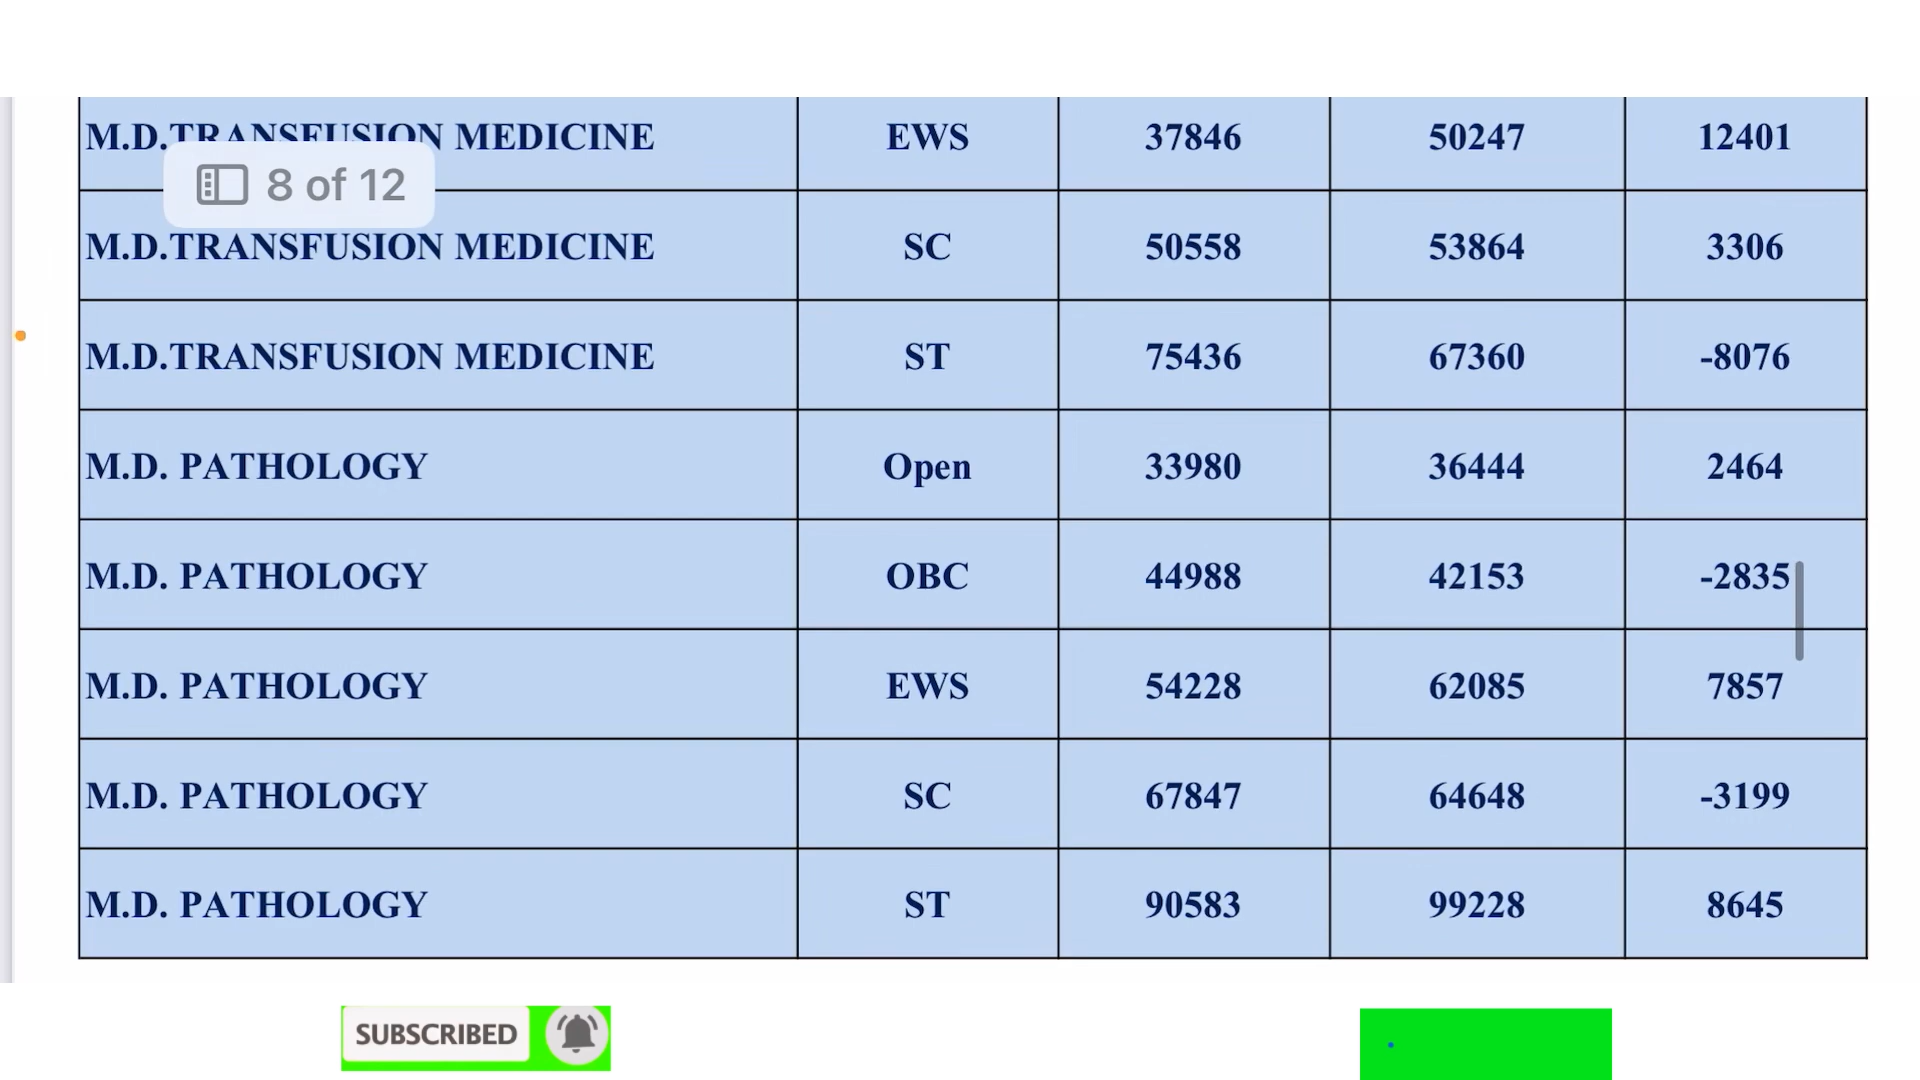 M.D.TRANSFUSION MEDICINE EWS 37846 50247 12401
8 of 12
M.D.TRANSFUSION MEDICINE SC 50558 53864 3306
M.D.TRANSFUSION MEDICINE ST 75436 67360 -8076
M.D. PATHOLOGY Open 33980 36444 2464
M.D. PATHOLOGY OBC 44988 42153 -2835
M.D. PATHOLOGY EWS 54228 62085 7857
M.D. PATHOLOGY SC 67847 64648 -3199
M.D. PATHOLOGY ST 90583 99228 8645
SUBSCRIBED